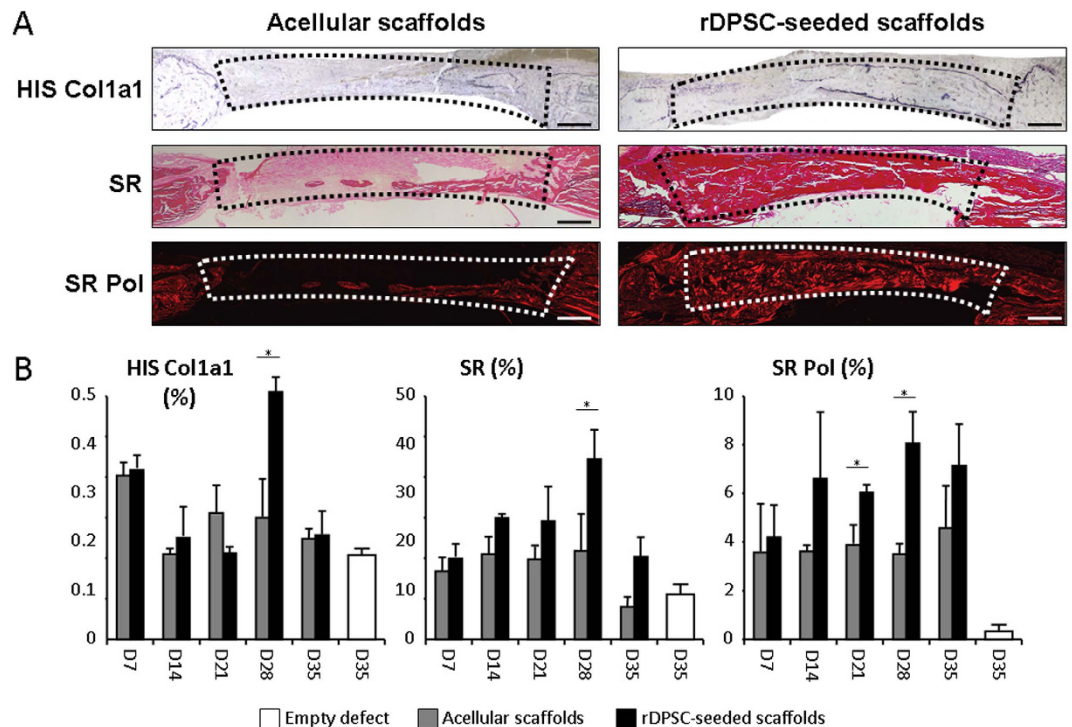 A
Acellular scaffolds
rDPSC-seeded scaffolds
HIS Col1a1
SR
SR Pol
B
HIS Col1a1
(%)
*
0.5
0.4
0.3
0.2
0.1
0
D7
D14
D21
D28
D35
D35
SR (%)
*
50
40
30
20
10
0
D7
D14
D21
D28
D35
D35
SR Pol (%)
*
*
10
8
6
4
2
0
D7
D14
D21
D28
D35
D35
Empty defect
Acellular scaffolds
rDPSC-seeded scaffolds